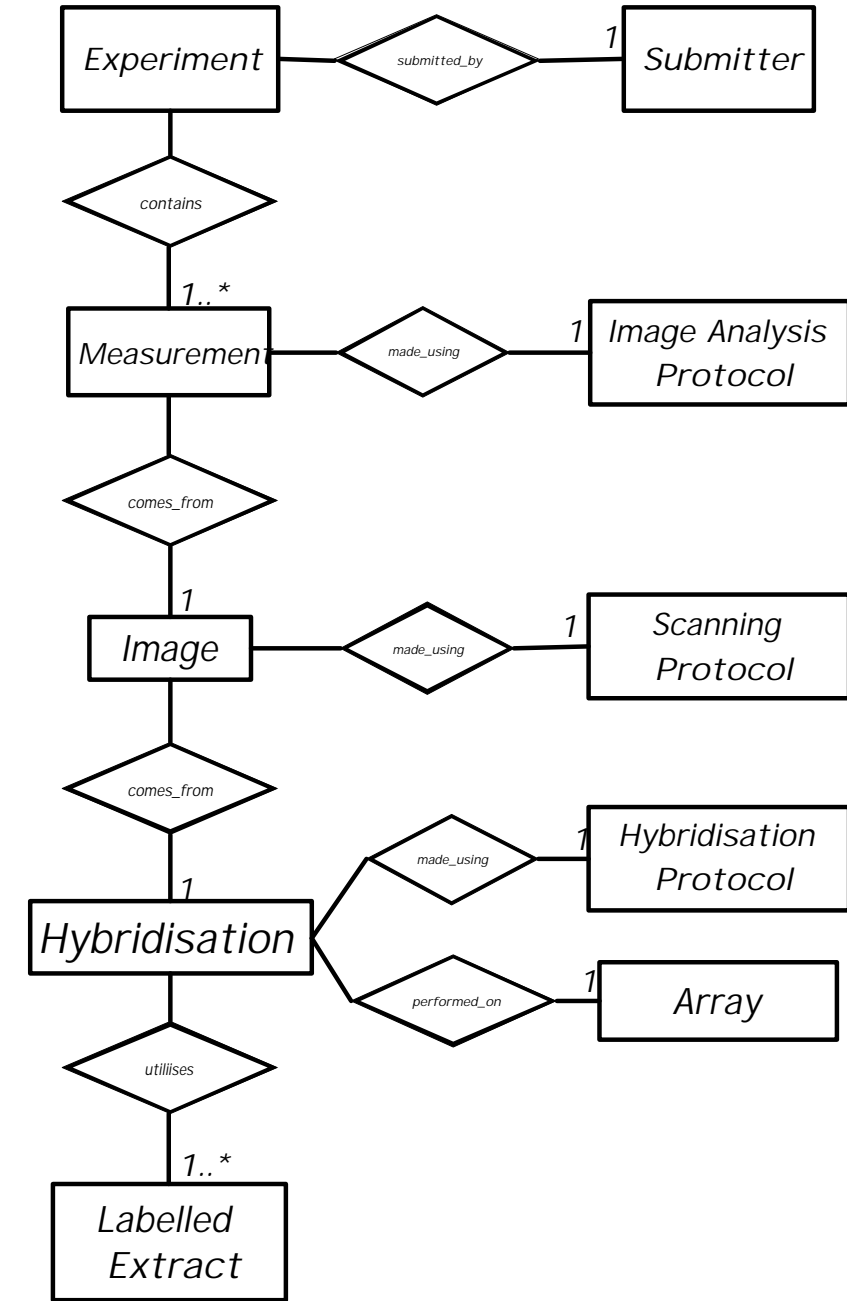 Experiment
submitted_by
1
Submitter
contains
1..*
Measurement
made_using
1
Image Analysis
Protocol
comes_from
1
Image
made_using
1
Scanning
Protocol
comes_from
1
Hybridisation
made_using
1
Hybridisation
Protocol
performed_on
1
Array
utiliises
1..*
Labelled
Extract